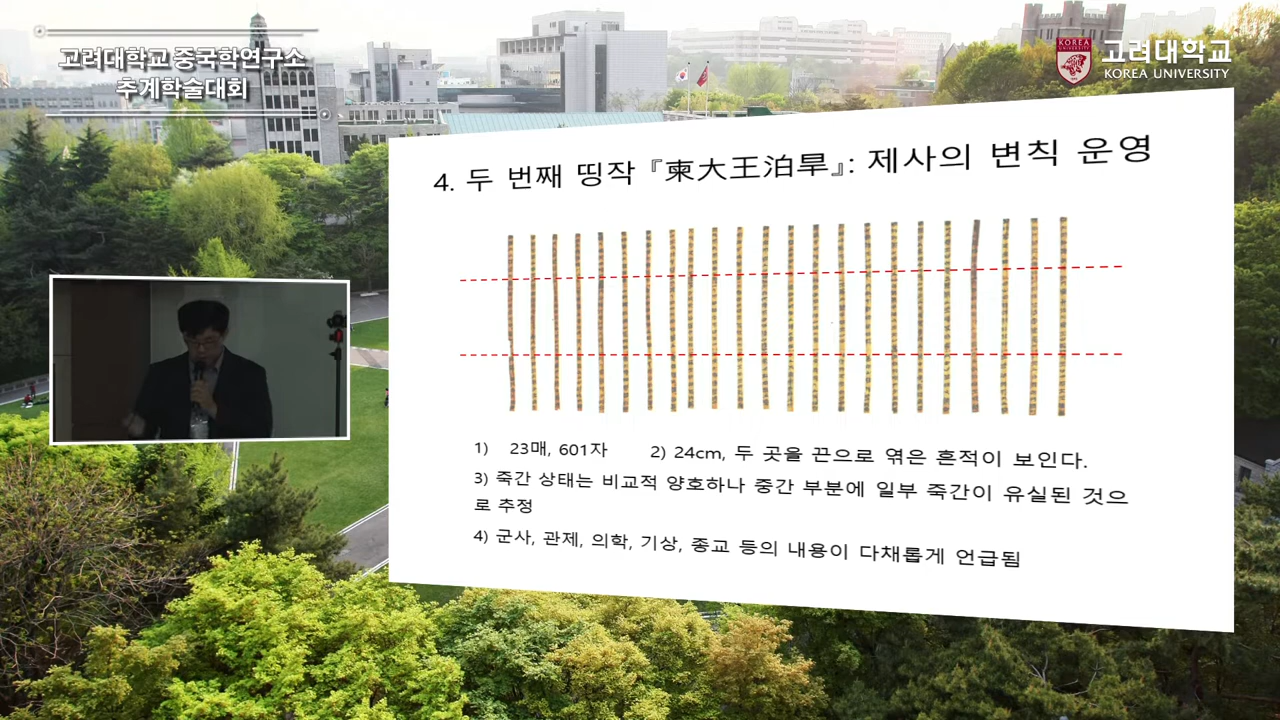 고려대학교 중국학연구소
추계학술대회
KOREA
UNIVERSITY
고려대학교
KOREA UNIVERSITY
4. 두 번째 띵작 『柬大王泊旱』: 제사의 변칙 운영
1) 23매, 601자 2) 24cm, 두 곳을 끈으로 엮은 흔적이 보인다.
3) 죽간 상태는 비교적 양호하나 중간 부분에 일부 죽간이 유실된 것으
로 추정
4) 군사, 관제, 의학, 기상, 종교 등의 내용이 다채롭게 언급됨